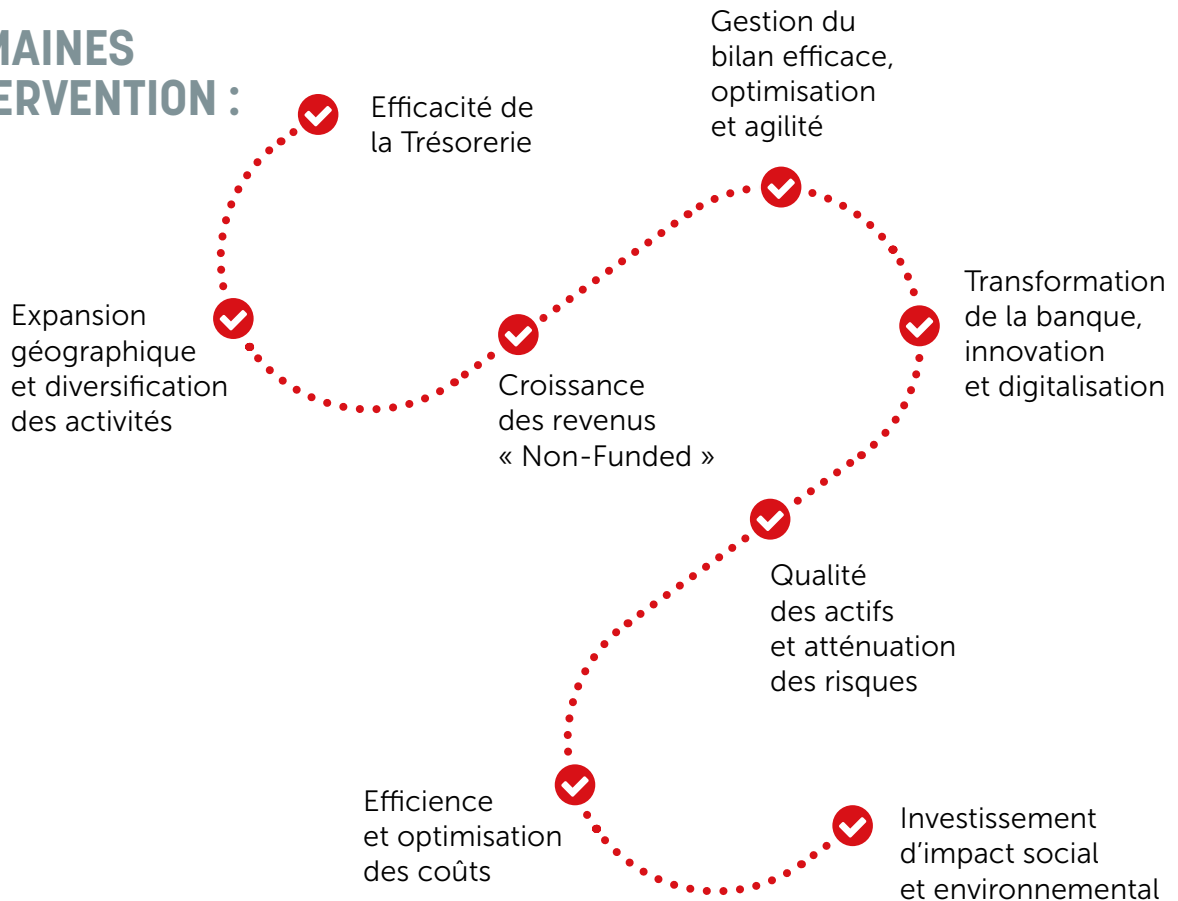 MAINES
ERVENTION :
Efficacité de
la Trésorerie
Gestion du
bilan efficace,
optimisation
et agilité
Expansion
géographique
et diversification
des activités
Croissance
des revenus
« Non-Funded »
Transformation
de la banque,
innovation
et digitalisation
Qualité
des actifs
et atténuation
des risques
Efficience
et optimisation
des coûts
Investissement
d’impact social
et environnemental